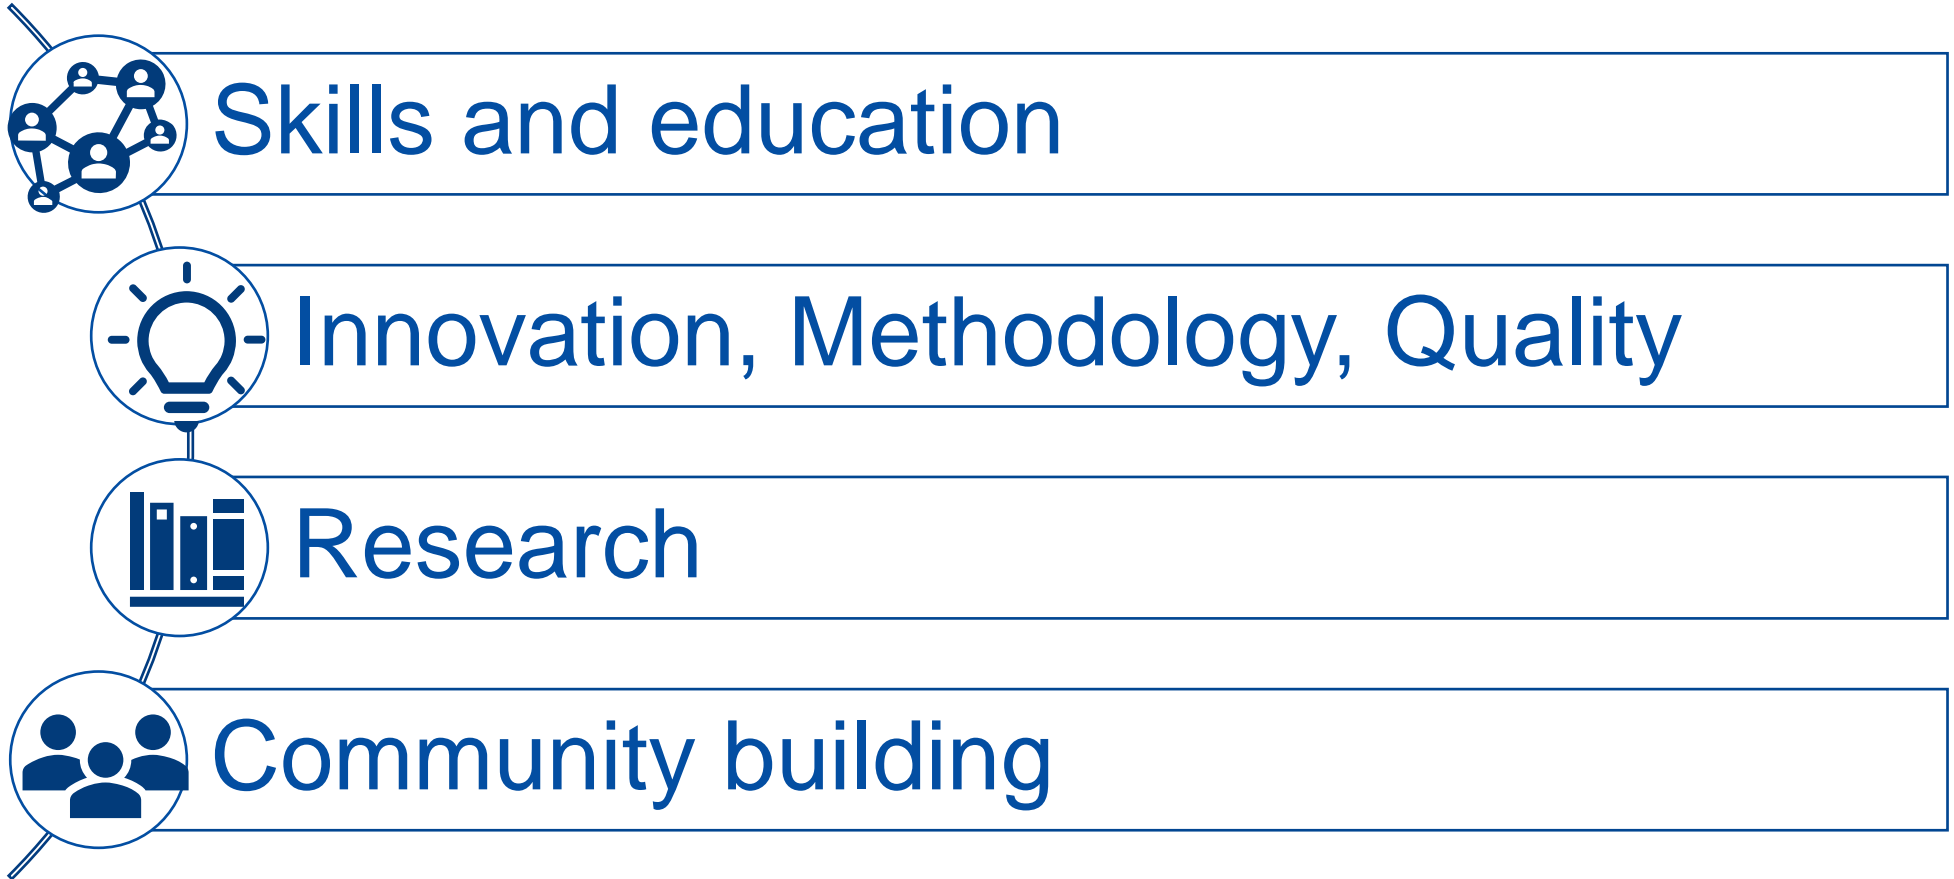 Skills and education
Innovation, Methodology, Quality
Research
Community building